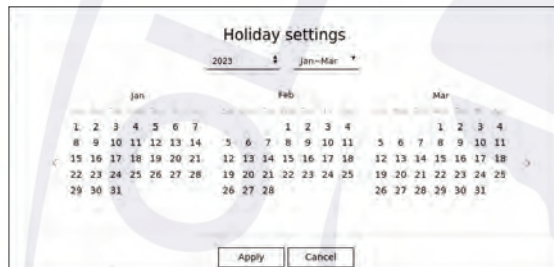 Holiday settings
2023 Jan~Mar
Jan Feb Mar
1 2 3 4 5 6 7 1 2 3 4 1 2 3 4
8 9 10 11 12 13 14 5 6 7 8 9 10 11 5 6 7 8 9 10 11
15 16 17 18 19 20 21 12 13 14 15 16 17 18 12 13 14 15 16 17 18
22 23 24 25 26 27 28 19 20 21 22 23 24 25 19 20 21 22 23 24 25
29 30 31 26 27 28 26 27 28 29 30 31
Apply Cancel